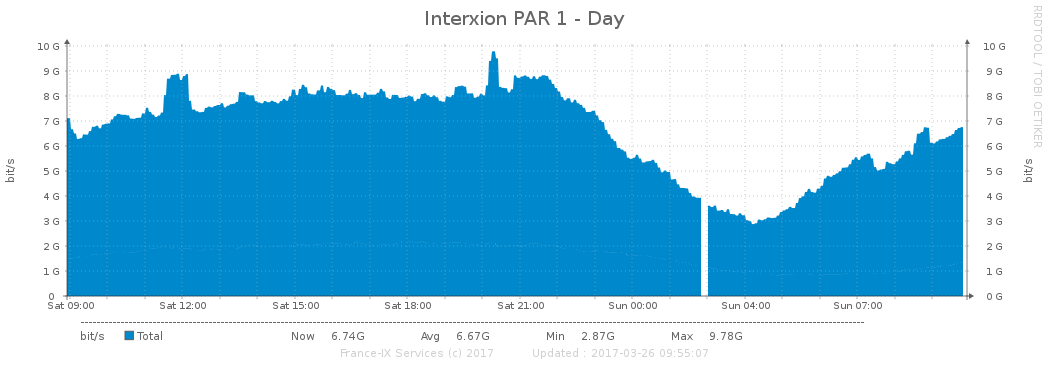 Interxion PAR 1 - Day
RRDTOOL / TOBI OETIKER
bit/s
bit/s
10 G 10 G
9 G 9 G
8 G 8 G
7 G 7 G
6 G 6 G
5 G 5 G
4 G 4 G
3 G 3 G
2 G 2 G
1 G 1 G
0 0 G
Sat 09:00 Sat 12:00 Sat 15:00 Sat 18:00 Sat 21:00 Sun 00:00 Sun 04:00 Sun 07:00
bit/s Total Now 6.74G Avg 6.67G Min 2.87G Max 9.78G
France-IX Services (c) 2017 Updated : 2017-03-26 09:55:07